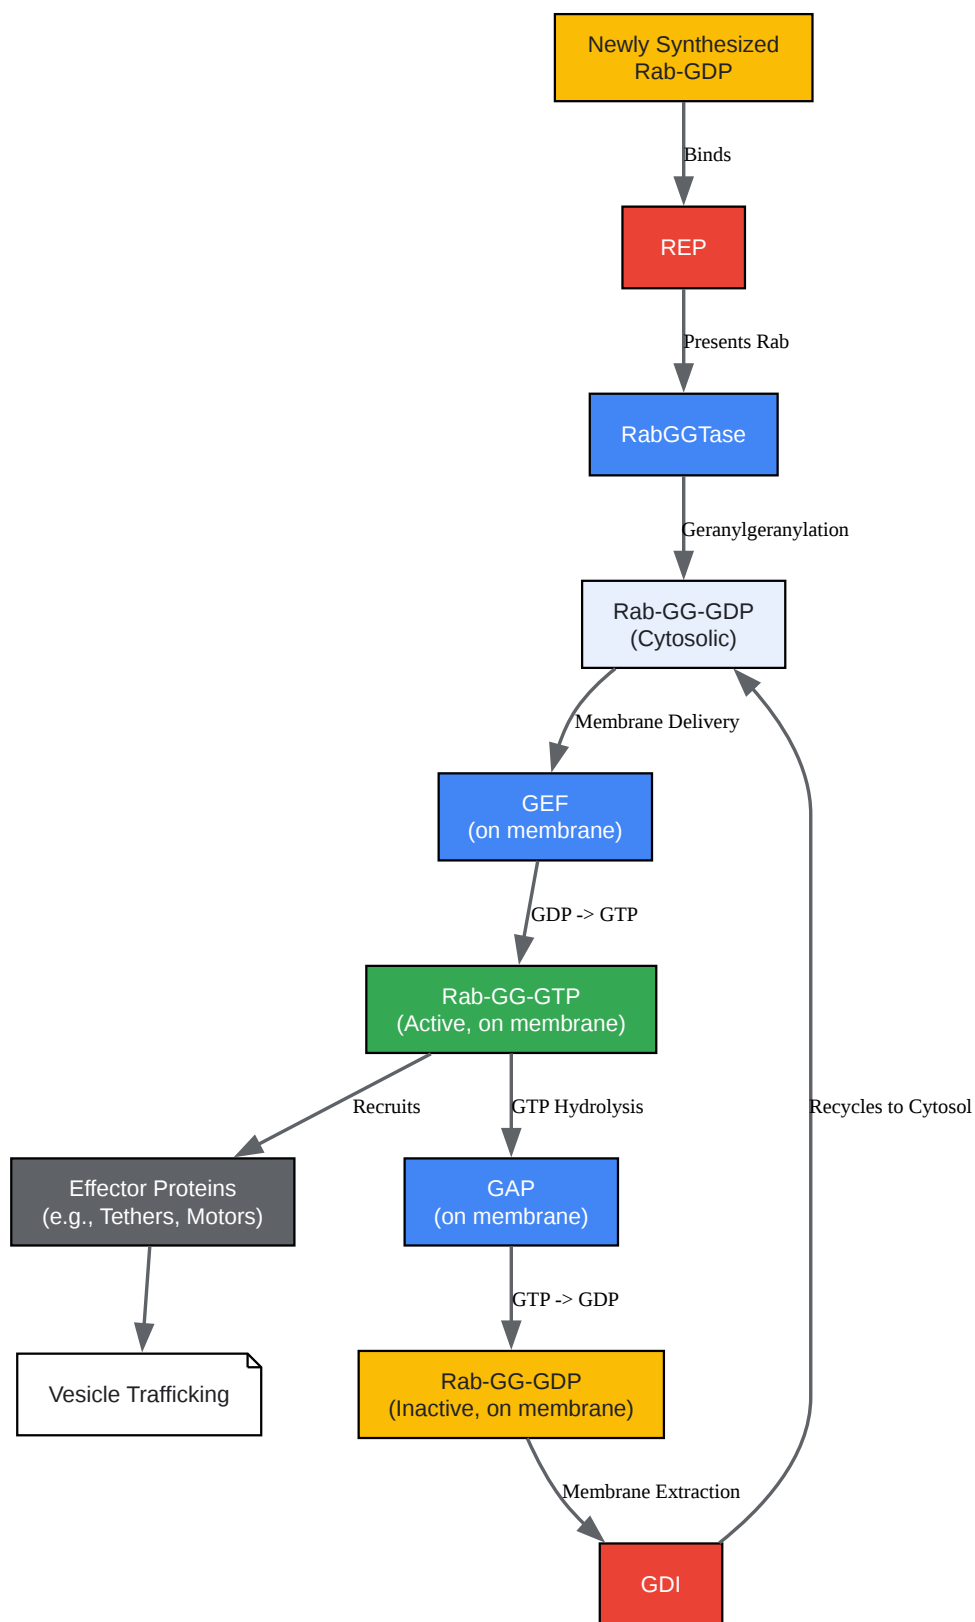 Newly Synthesized
Rab-GDP
Binds
REP
Presents Rab
RabGGTase
Geranylgeranylation
Rab-GG-GDP
(Cytosolic)
Membrane Delivery
GEF
(on membrane)
GDP -> GTP
Rab-GG-GTP
(Active, on membrane)
Recruits
GTP Hydrolysis
Recycles to Cytosol
Effector Proteins
(e.g., Tethers, Motors)
GAP
(on membrane)
GTP -> GDP
Vesicle Trafficking
Rab-GG-GDP
(Inactive, on membrane)
Membrane Extraction
GDI